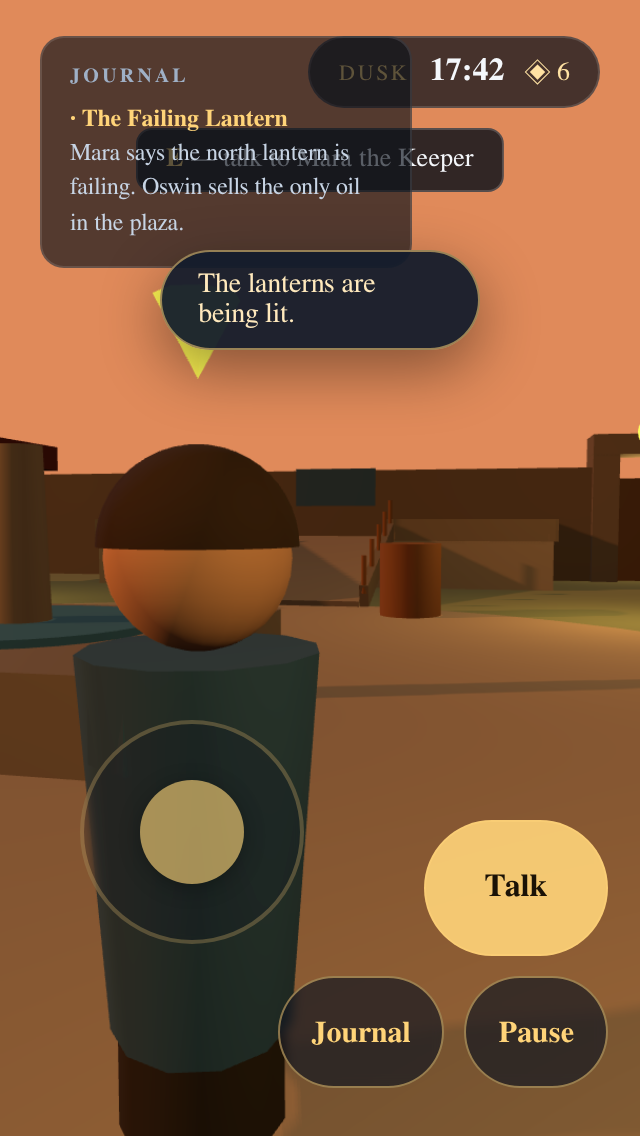 JOURNAL
DUSK 17:42 6
· The Failing Lantern
Mara says the north lantern is
failing. Oswin sells the only oil
in the plaza.
E — talk to Mara the Keeper
The lanterns are
being lit.
Talk
Journal
Pause